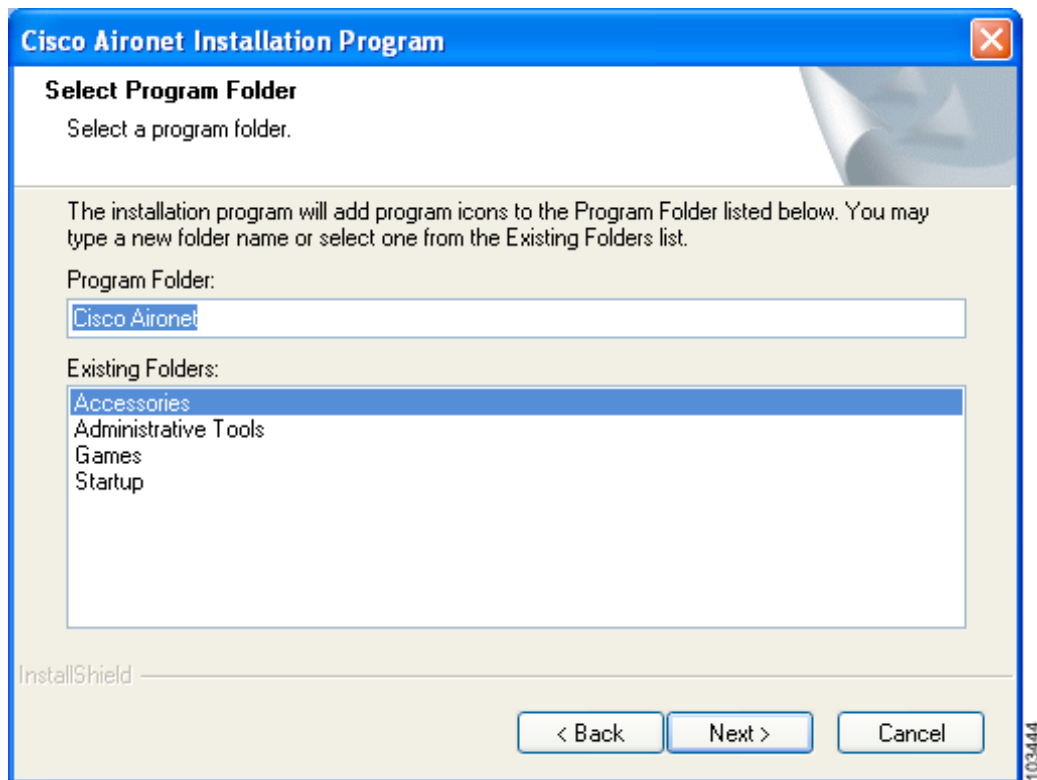 Cisco Aironet Installation Program
Select Program Folder
Select a program folder.
The installation program will add program icons to the Program Folder listed below. You may
type a new folder name or select one from the Existing Folders list.
Program Folder:
Cisco Aironet
Existing Folders:
Accessories
Administrative Tools
Games
Startup
InstallShield
< Back
Next >
Cancel
103444